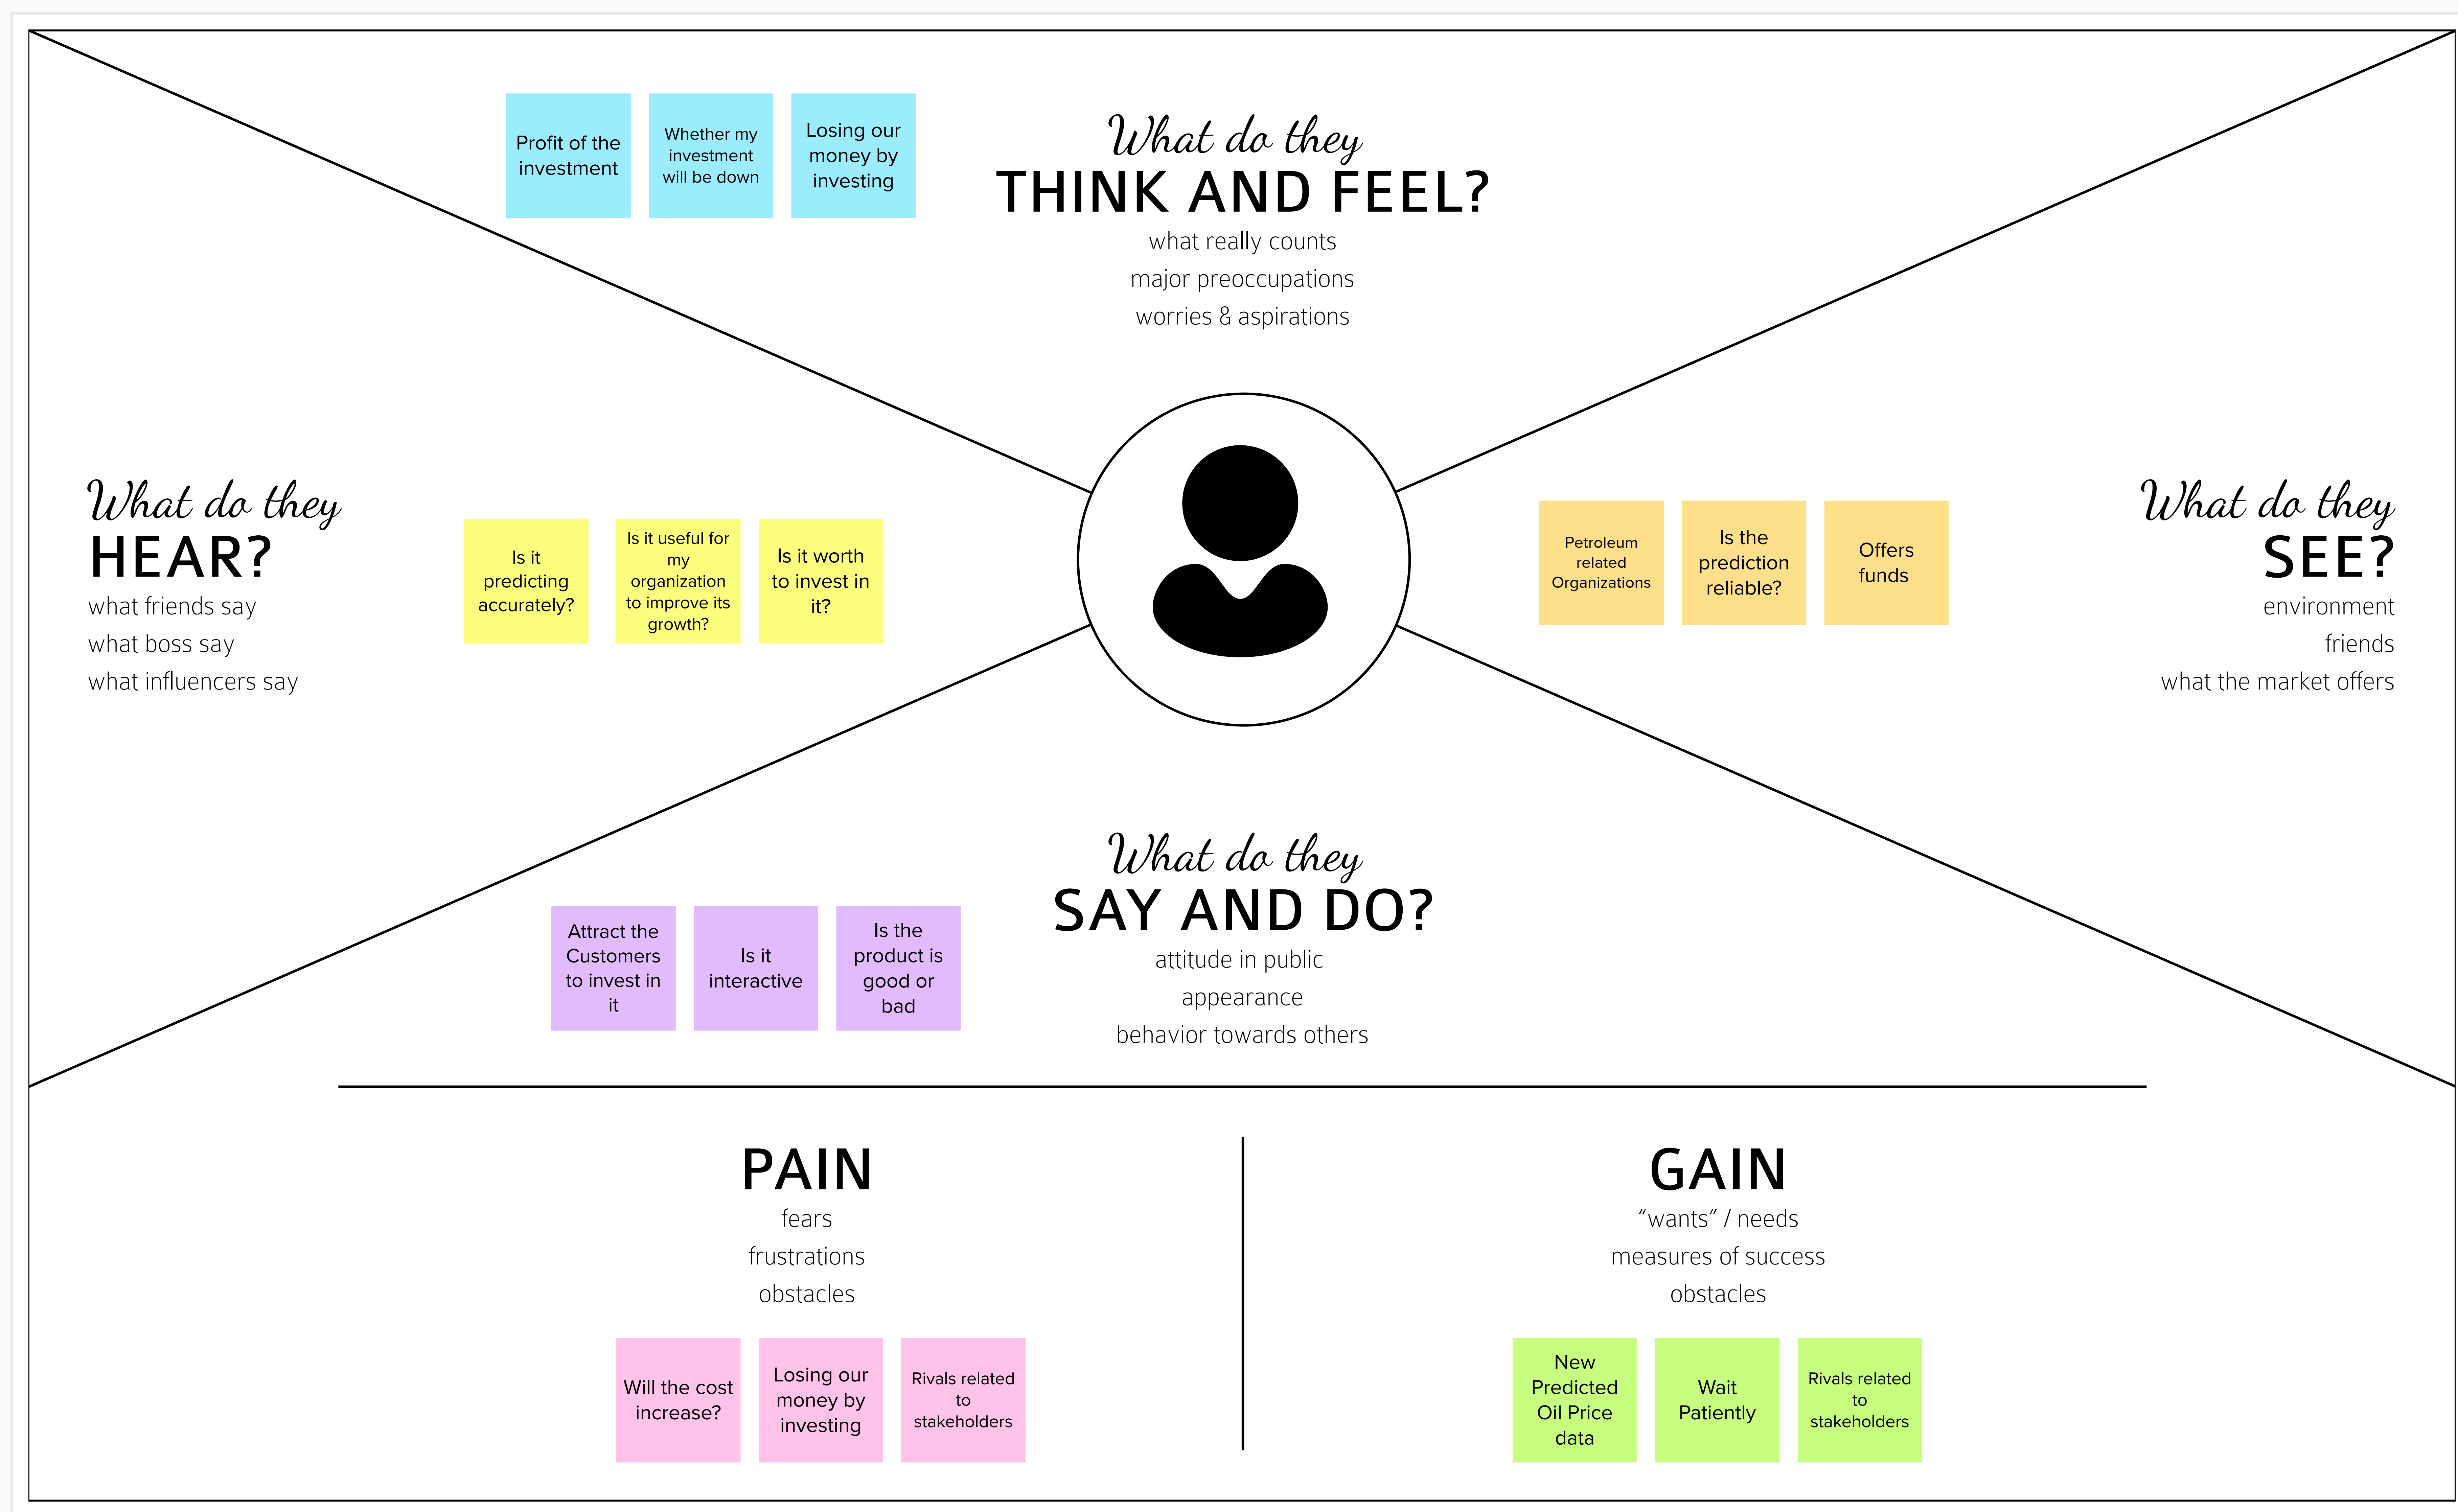 Profit of the
investment
Whether my
investment
will be down
Losing our
money by
investing
What do they
THINK AND FEEL?
what really counts
major preoccupations
worries & aspirations
What do they
HEAR?
what friends say
what boss say
what influencers say
Is it
predicting
accurately?
Is it useful for
my
organization
to improve its
growth?
Is it worth
to invest in
it?
Petroleum
related
Organizations
Is the
prediction
reliable?
Offers
funds
What do they
SEE?
environment
friends
what the market offers
What do they
SAY AND DO?
attitude in public
appearance
behavior towards others
Attract the
Customers
to invest in
it
Is it
interactive
Is the
product is
good or
bad
PAIN
fears
frustrations
obstacles
Will the cost
increase?
Losing our
money by
investing
Rivals related
to
stakeholders
GAIN
“wants” / needs
measures of success
obstacles
New
Predicted
Oil Price
data
Wait
Patiently
Rivals related
to
stakeholders